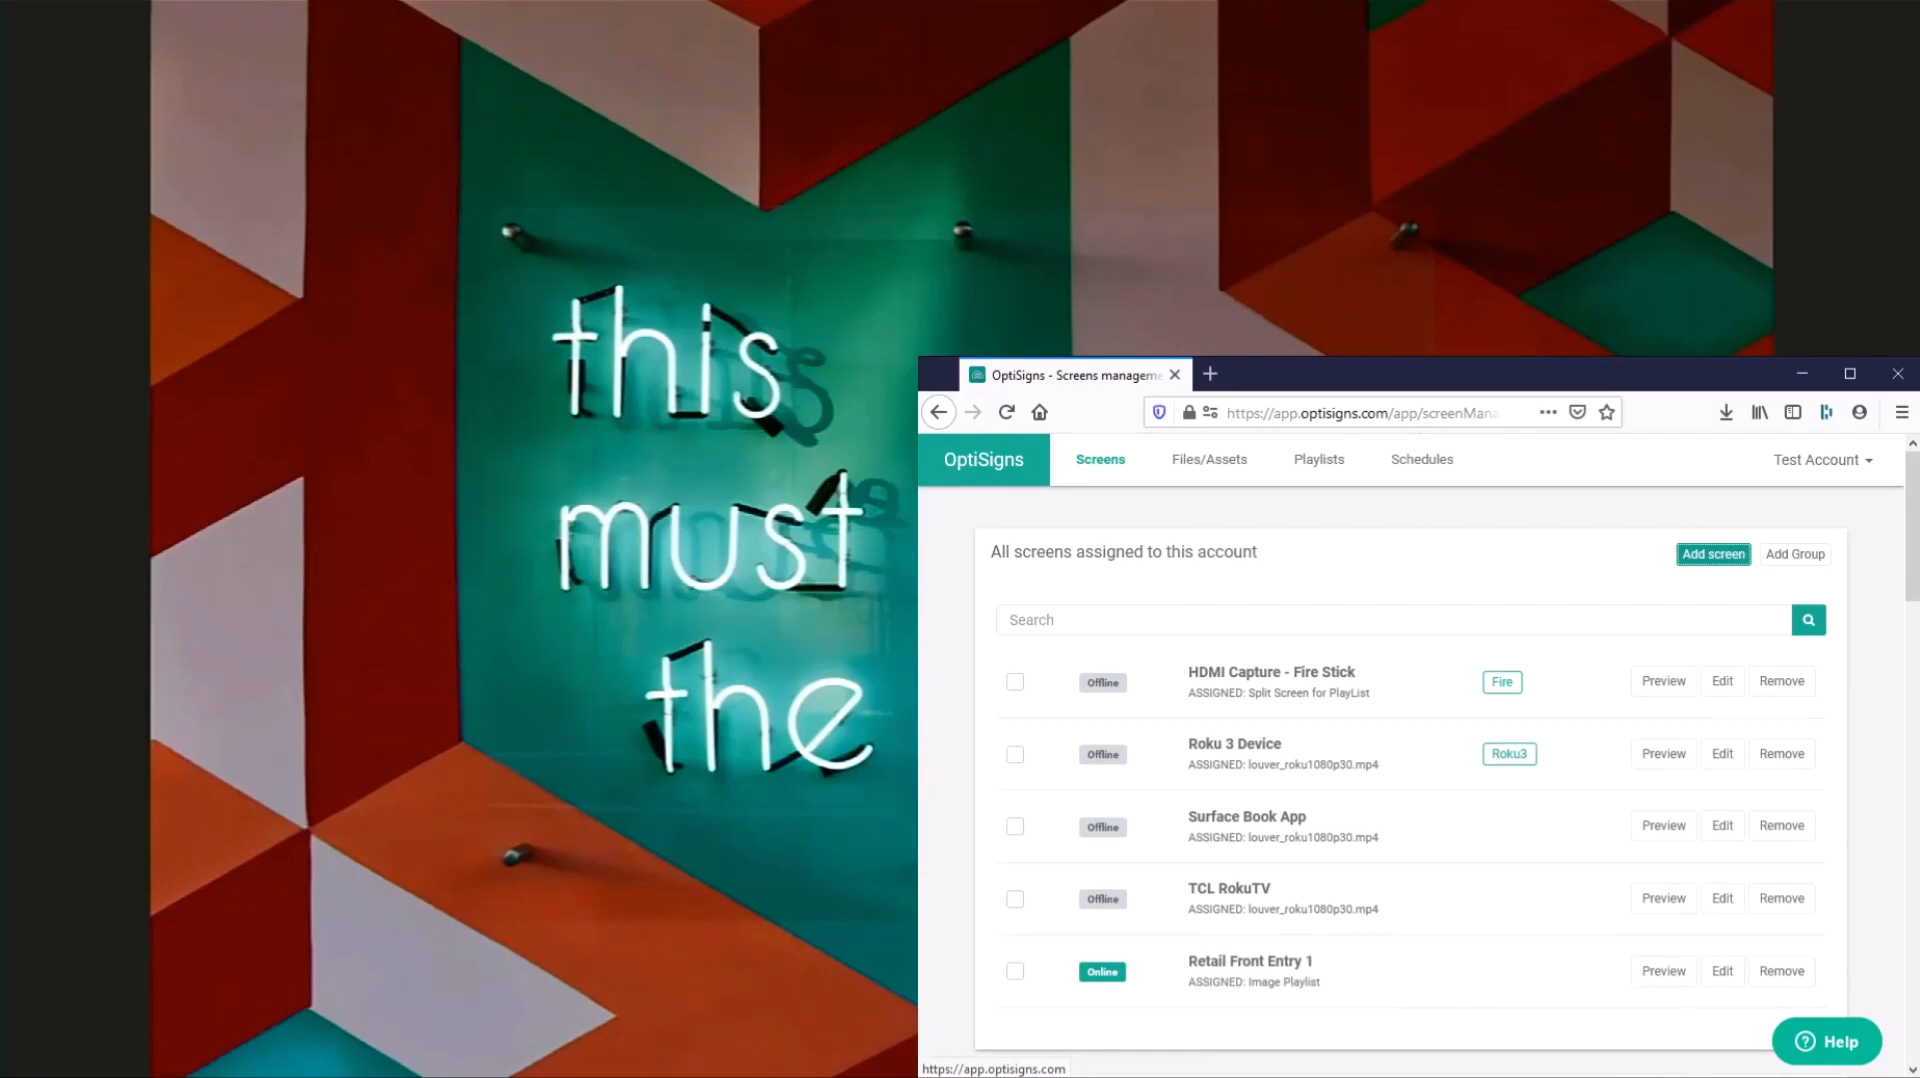 this
must
the
OptiSigns - Screens manageme
https://app.optisigns.com/app/screenMana
OptiSigns
Screens
Files/Assets
Playlists
Schedules
Test Account
All screens assigned to this account
Add screen
Add Group
Search
Offline
HDMI Capture - Fire Stick
ASSIGNED: Split Screen for PlayList
Fire
Preview
Edit
Remove
Offline
Roku 3 Device
ASSIGNED: louver_roku1080p30.mp4
Roku3
Preview
Edit
Remove
Offline
Surface Book App
ASSIGNED: louver_roku1080p30.mp4
Preview
Edit
Remove
Offline
TCL RokuTV
ASSIGNED: louver_roku1080p30.mp4
Preview
Edit
Remove
Online
Retail Front Entry 1
ASSIGNED: Image Playlist
Preview
Edit
Remove
? Help
https://app.optisigns.com